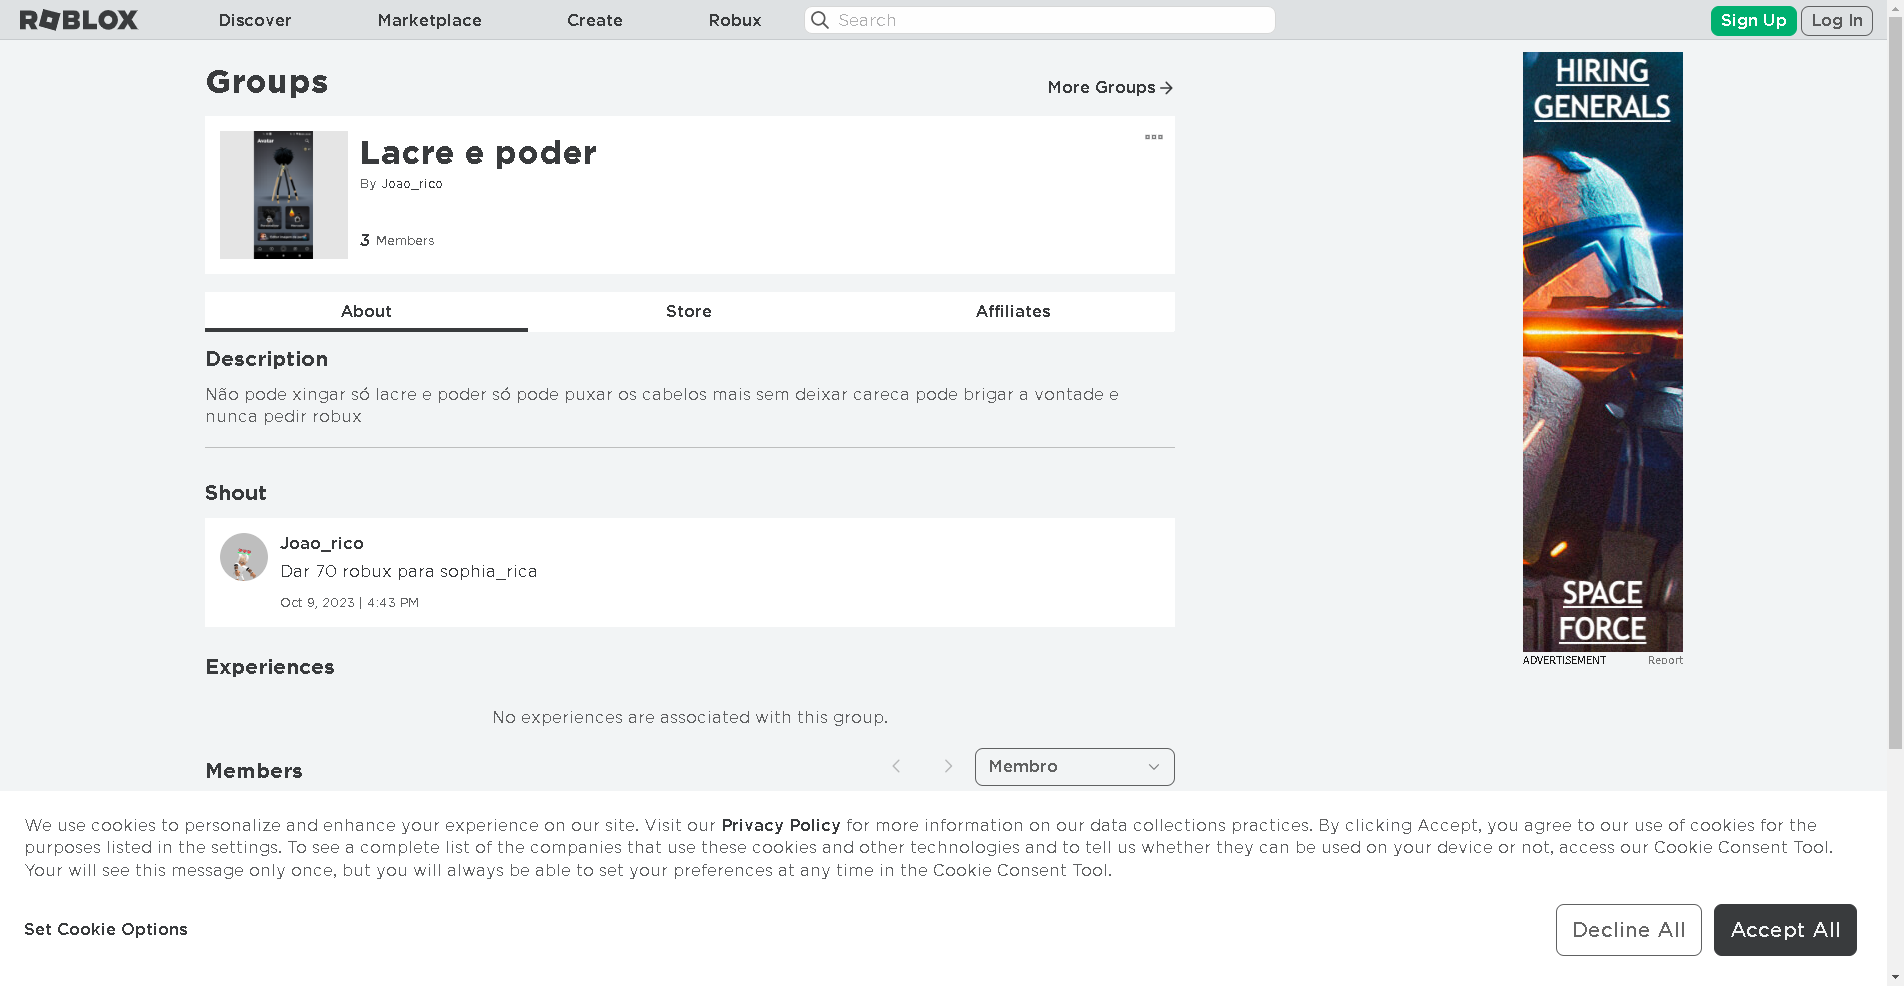 ROBLOX
Discover
Marketplace
Create
Robux
Search
Sign Up
Log In
Groups
More Groups
Lacre e poder
By Joao_rico
3 Members
Avatar
About
Store
Affiliates
Description
Não pode xingar só lacre e poder só pode puxar os cabelos mais sem deixar careca pode brigar a vontade e
nunca pedir robux
Shout
Joao_rico
Dar 70 robux para sophia_rica
Oct 9, 2023 | 4:43 PM
Experiences
No experiences are associated with this group.
Members
Membro
HIRING
GENERALS
SPACE
FORCE
ADVERTISEMENT
Report
We use cookies to personalize and enhance your experience on our site. Visit our Privacy Policy for more information on our data collections practices. By clicking Accept, you agree to our use of cookies for the
purposes listed in the settings. To see a complete list of the companies that use these cookies and other technologies and to tell us whether they can be used on your device or not, access our Cookie Consent Tool.
Your will see this message only once, but you will always be able to set your preferences at any time in the Cookie Consent Tool.
Set Cookie Options
Decline All
Accept All